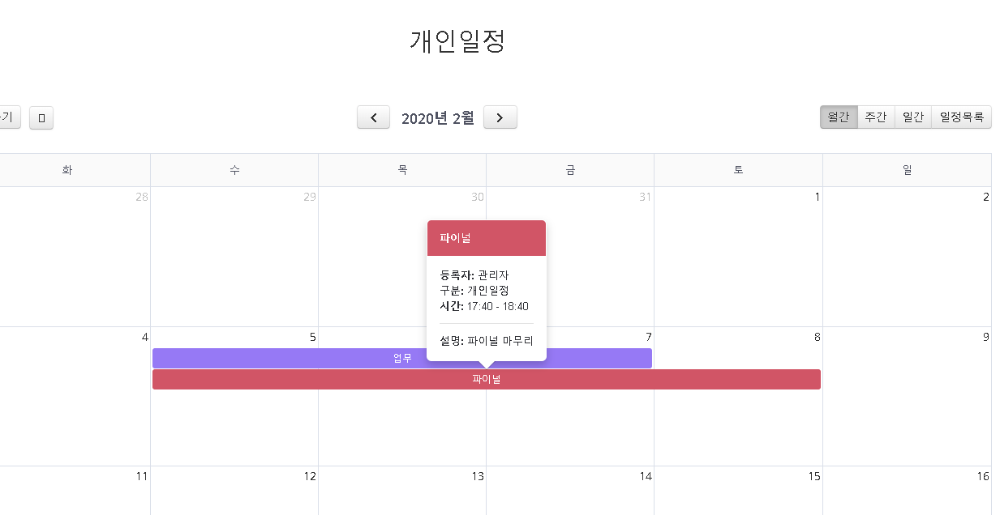 개인일정
기
2020년 2월
월간 주간 일간 일정목록
화 수 목 금 토 일
28 29 30 31 1 2
파이널
등록자: 관리자
구분: 개인일정
시간: 17:40 - 18:40
설명: 파이널 마무리
4 5 7 8 9
업무
파이널
11 12 13 14 15 16